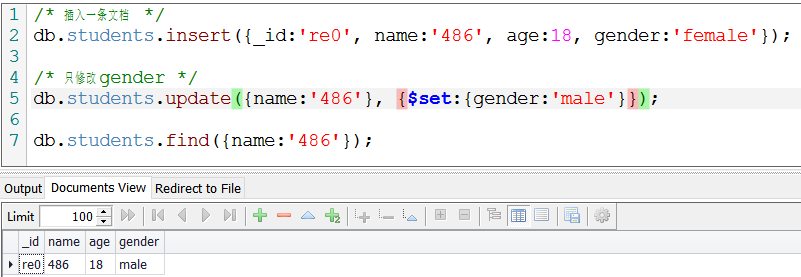 1 /* 插入一条文档 */
2 db.students.insert({_id:'re0', name:'486', age:18, gender:'female'});
3
4 /* 只修改gender */
5 db.students.update({name:'486'}, {$set:{gender:'male'}});
6
7 db.students.find({name:'486'});
Output Documents View Redirect to File
Limit 100
_id name age gender
re0 486 18 male